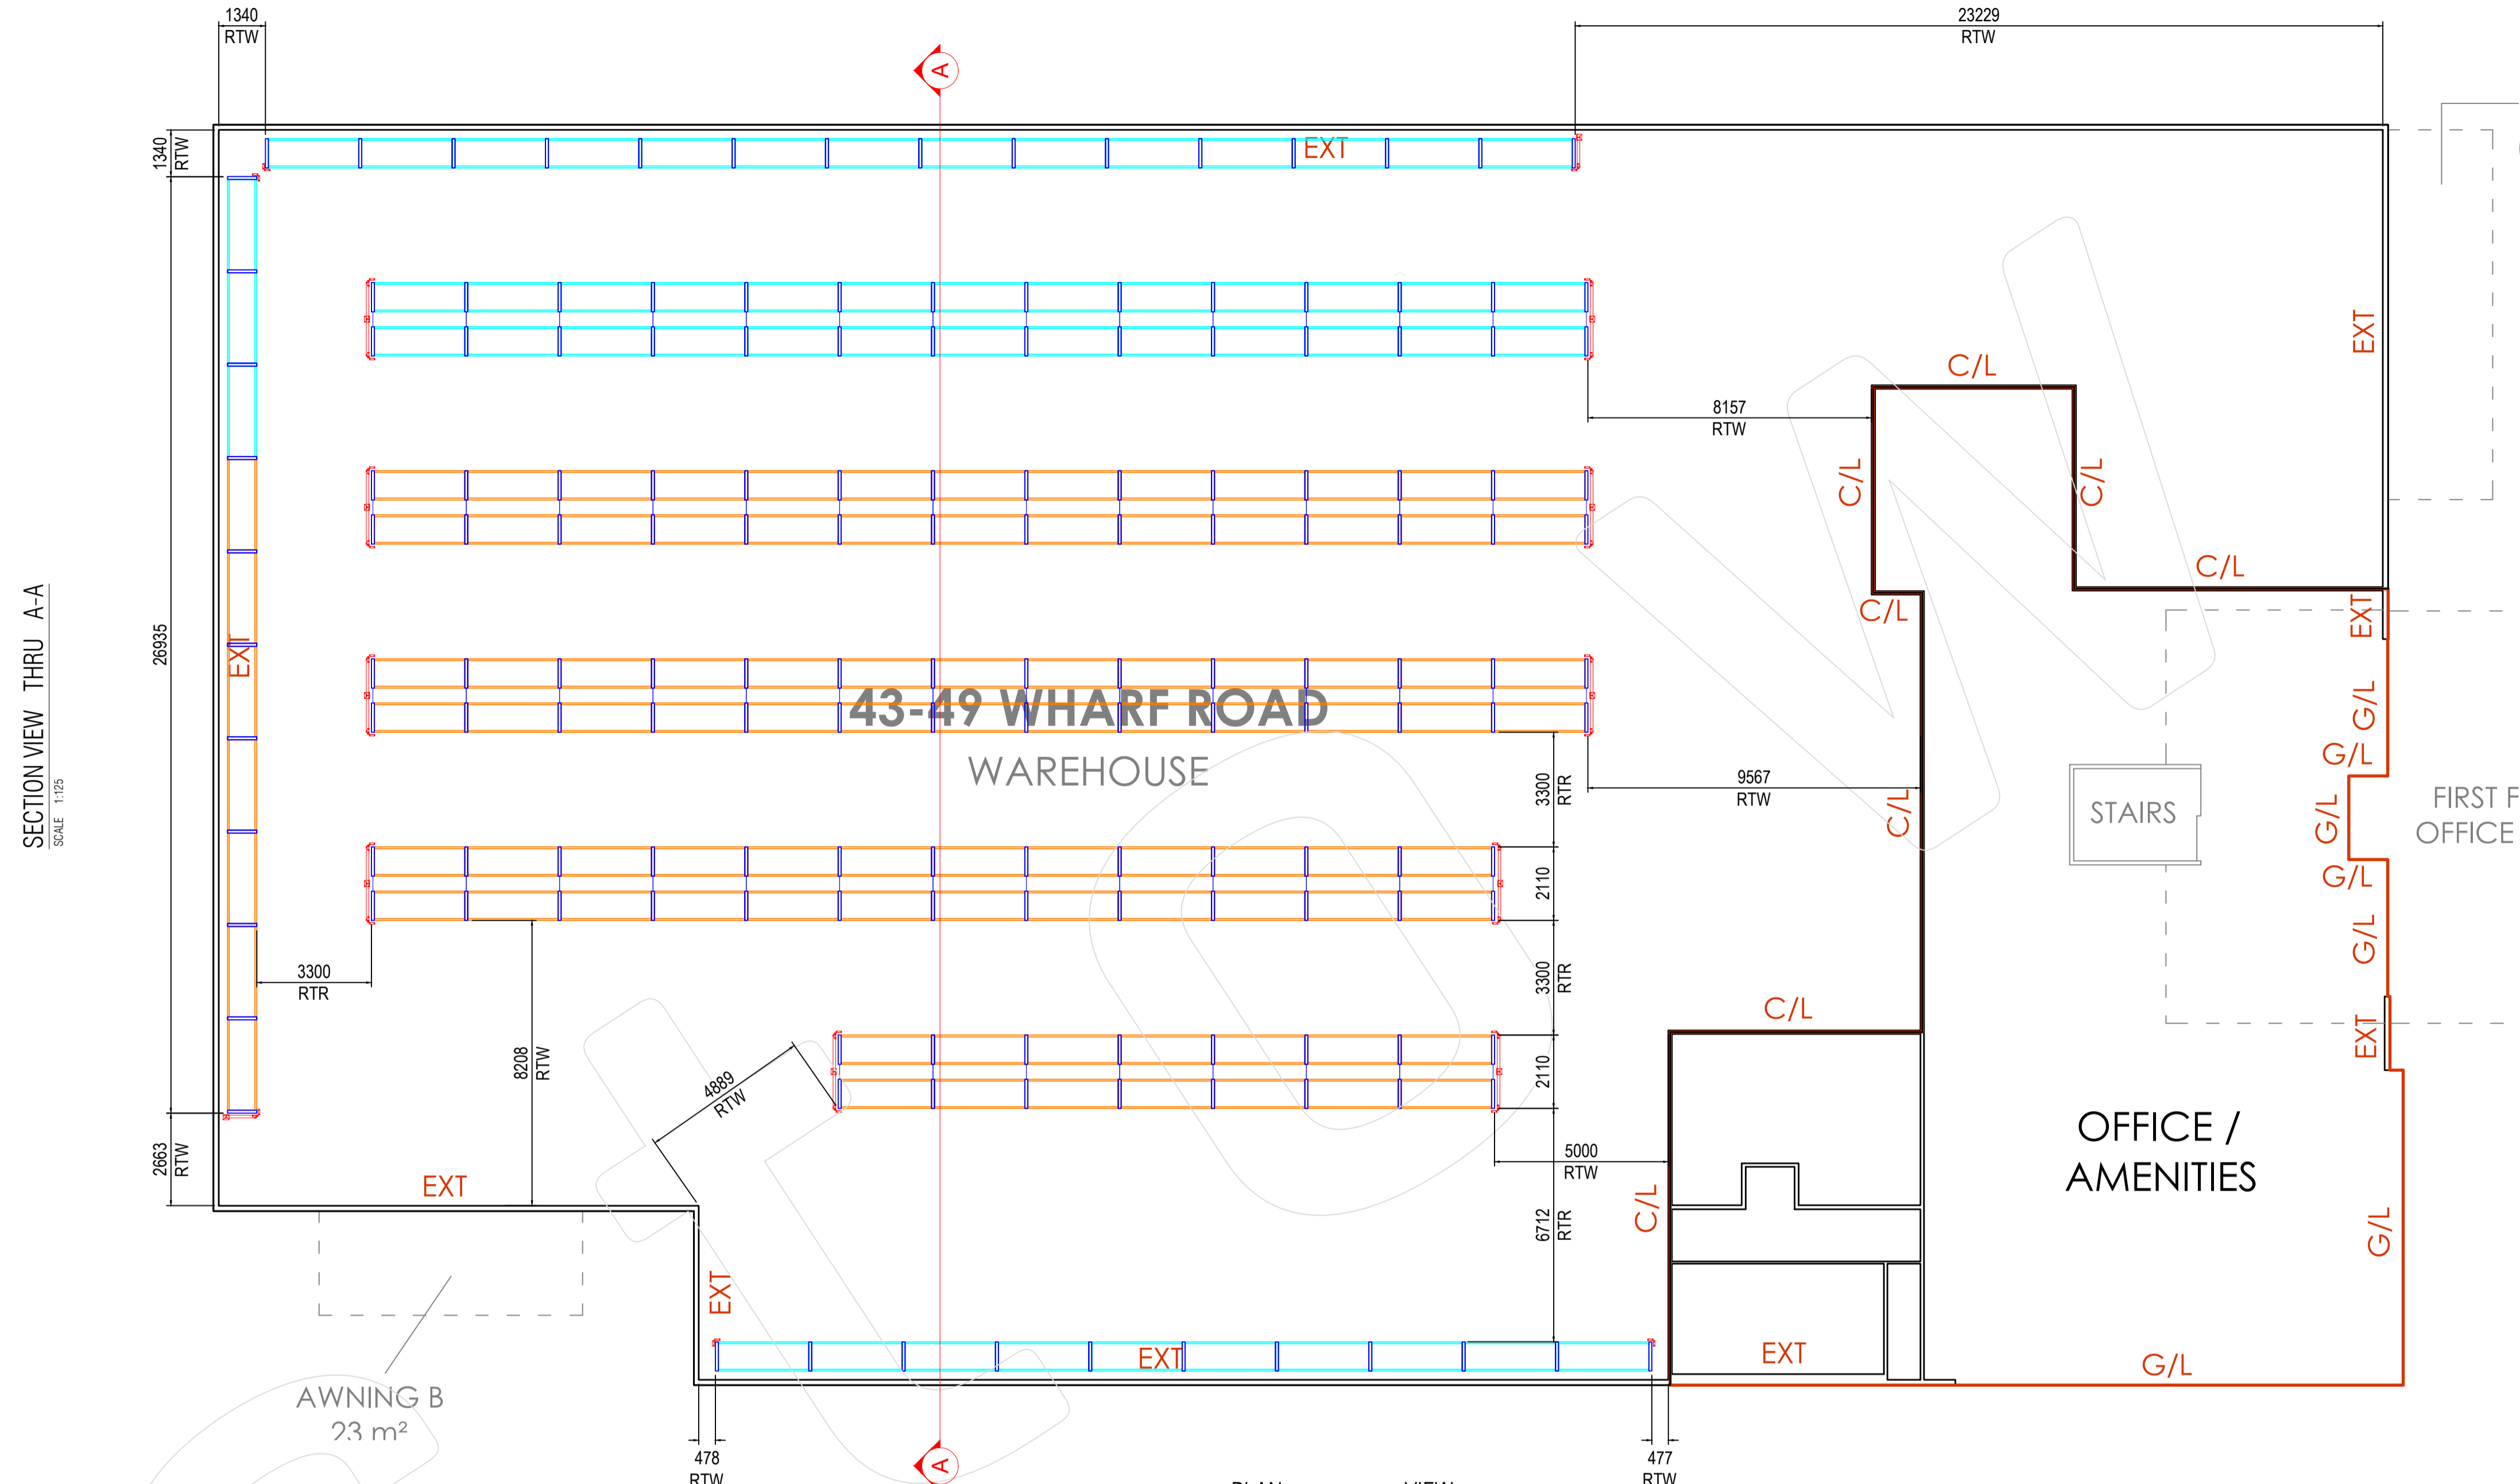 1340
RTW
23229
RTW
A
1340
RTW
EXT
EXT
C/L
8157
RTW
C/L
C/L
C/L
C/L
EXT
SECTION VIEW THRU A-A
SCALE 1:125
26935
EXT
G/L
43-49 WHARF ROAD
WAREHOUSE
G/L
3300
RTR
9567
RTW
C/L
STAIRS
G/L
FIRST F
OFFICE
G/L
2110
G/L
3300
RTR
3300
RTR
C/L
EXT
8208
RTW
4889
RTW
2110
OFFICE /
AMENITIES
2663
RTW
EXT
5000
RTW
6712
RTR
C/L
G/L
EXT
EXT
EXT
G/L
AWNING B
23 m²
478
RTW
A
477
RTW
PLAN VIEW